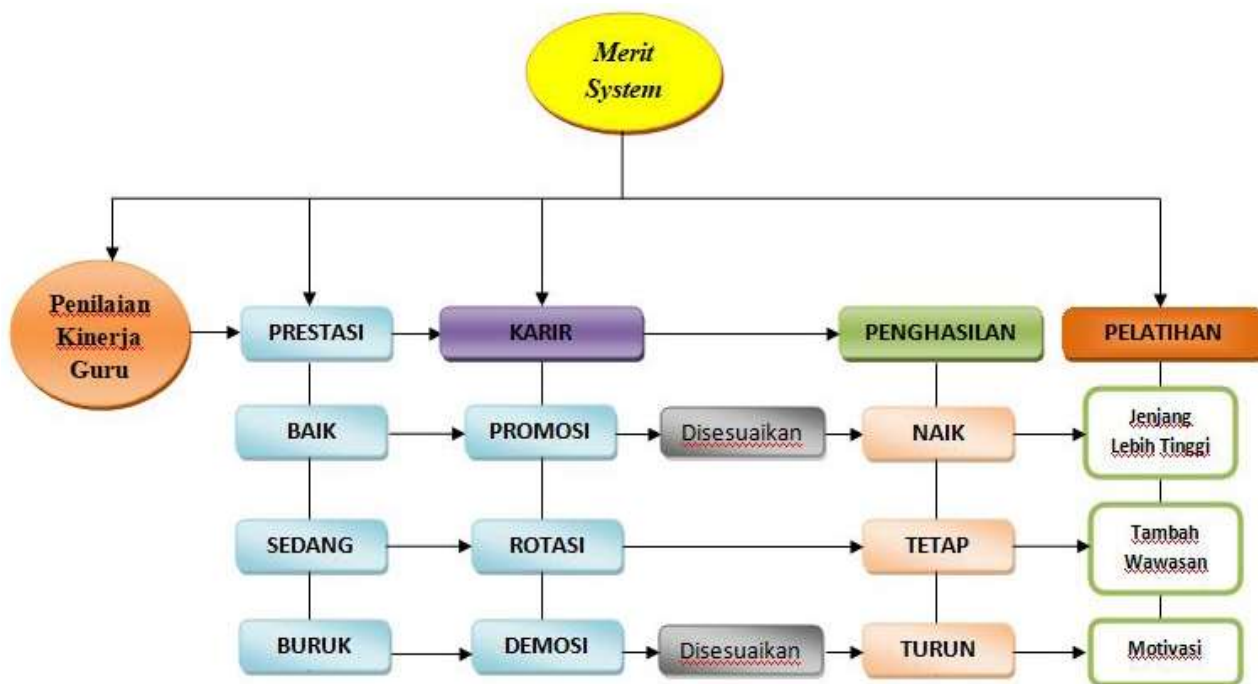 Merit
System
Penilaian
Kinerja
Guru
PRESTASI
KARIR
PENGHASILAN
PELATIHAN
BAIK
PROMOSI
Disesuaikan
NAIK
Jenjang
Lebih Tinggi
SEDANG
ROTASI
TETAP
Tambah
Wawasan
BURUK
DEMOSI
Disesuaikan
TURUN
Motivasi